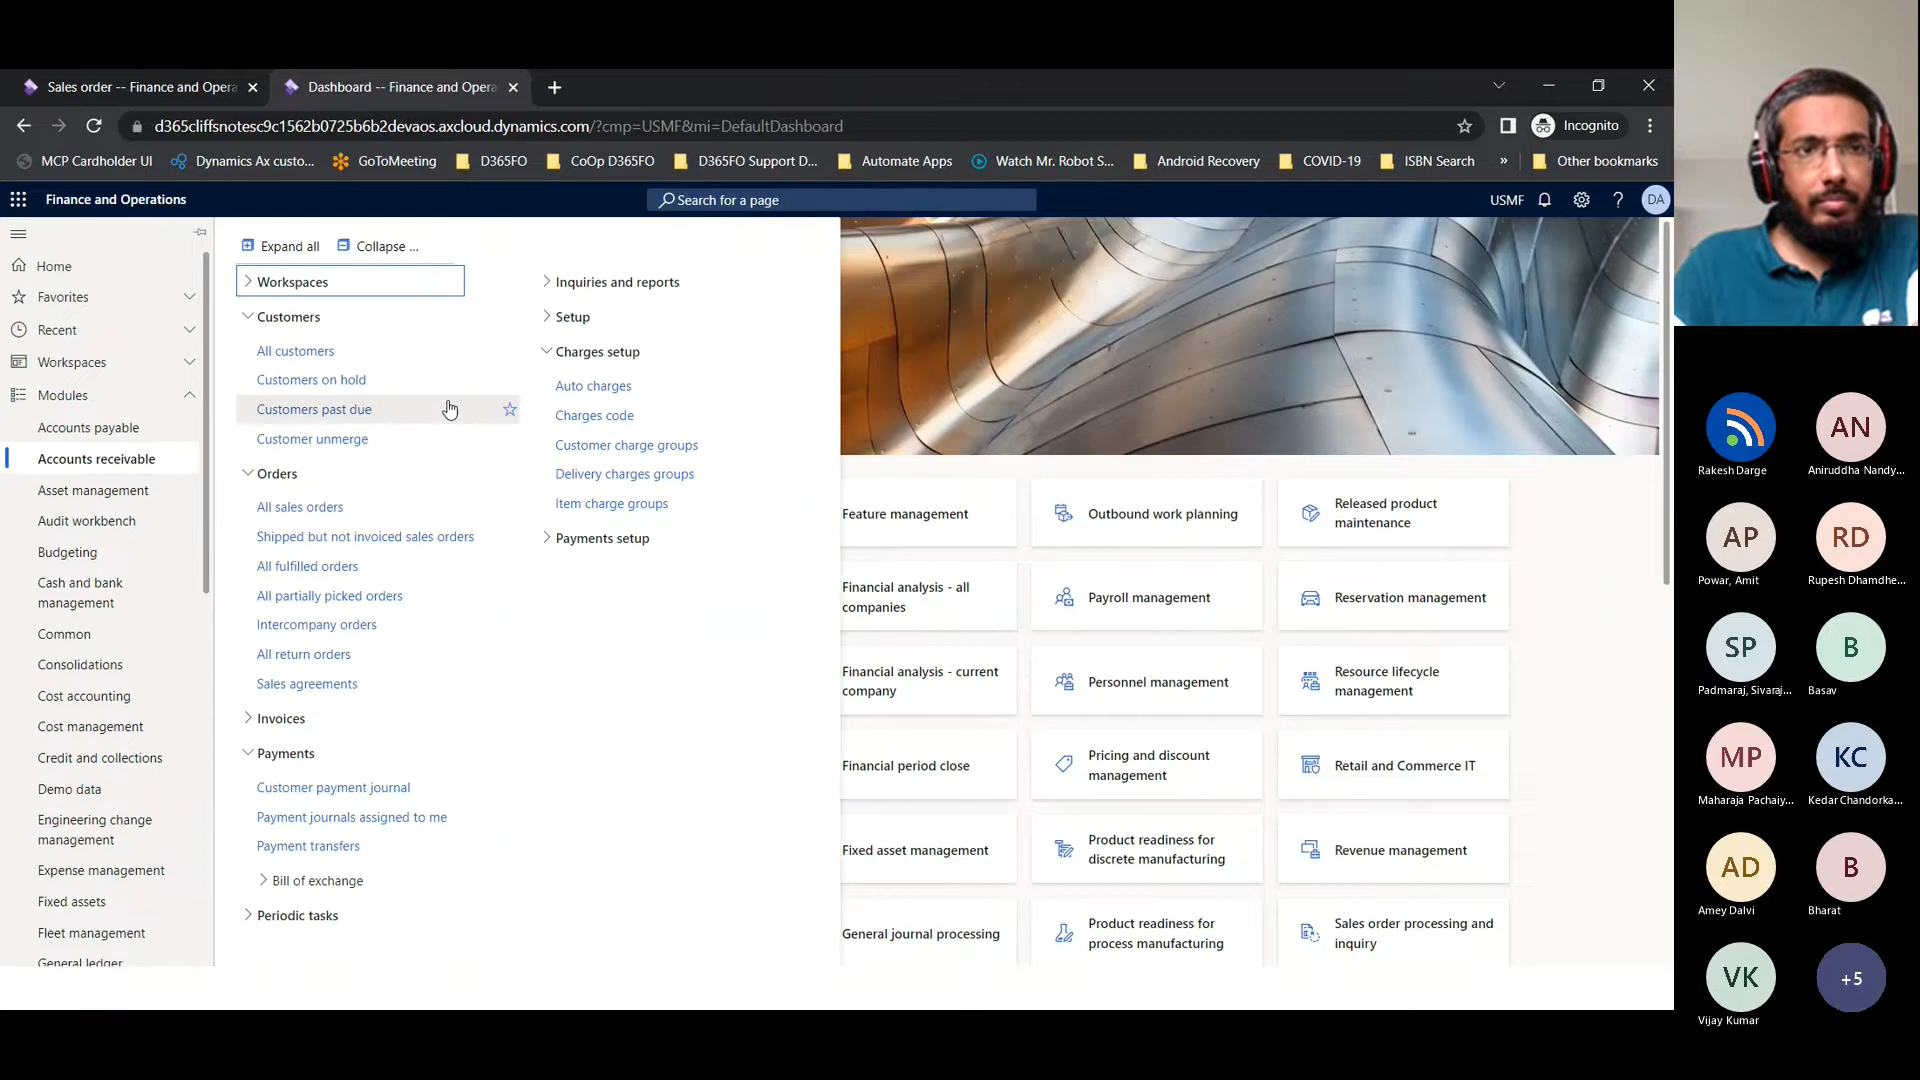 Sales order -- Finance and Opera
Dashboard -- Finance and Opera
d365cliffsnotesc9c1562b0725b6b2devaos.axcloud.dynamics.com/?cmp=USMF&mi=DefaultDashboard
Incognito
MCP Cardholder UI
Dynamics Ax custo...
GoToMeeting
D365FO
CoOp D365FO
D365FO Support D...
Automate Apps
Watch Mr. Robot S...
Android Recovery
COVID-19
ISBN Search
»
Other bookmarks
Finance and Operations
Search for a page
USMF
?
DA
Home
Favorites
Recent
Workspaces
Modules
Accounts payable
Accounts receivable
Asset management
Audit workbench
Budgeting
Cash and bank
management
Common
Consolidations
Cost accounting
Cost management
Credit and collections
Demo data
Engineering change
management
Expense management
Fixed assets
Fleet management
General ledger
Expand all
Collapse ...
Workspaces
Customers
All customers
Customers on hold
Customers past due
Customer unmerge
Orders
All sales orders
Shipped but not invoiced sales orders
All fulfilled orders
All partially picked orders
Intercompany orders
All return orders
Sales agreements
Invoices
Payments
Customer payment journal
Payment journals assigned to me
Payment transfers
Bill of exchange
Periodic tasks
Inquiries and reports
Setup
Charges setup
Auto charges
Charges code
Customer charge groups
Delivery charges groups
Item charge groups
Payments setup
Feature management
Outbound work planning
Released product
maintenance
Financial analysis - all
companies
Payroll management
Reservation management
Financial analysis - current
company
Personnel management
Resource lifecycle
management
Financial period close
Pricing and discount
management
Retail and Commerce IT
Fixed asset management
Product readiness for
discrete manufacturing
Revenue management
General journal processing
Product readiness for
process manufacturing
Sales order processing and
inquiry
Rakesh Darge
AN
Aniruddha Nandy...
AP
Powar, Amit
RD
Rupesh Dhamdhe...
SP
Padmaraj, Sivaraj...
B
Basav
MP
Maharaja Pachaiy...
KC
Kedar Chandorka...
AD
Amey Dalvi
B
Bharat
VK
Vijay Kumar
+5